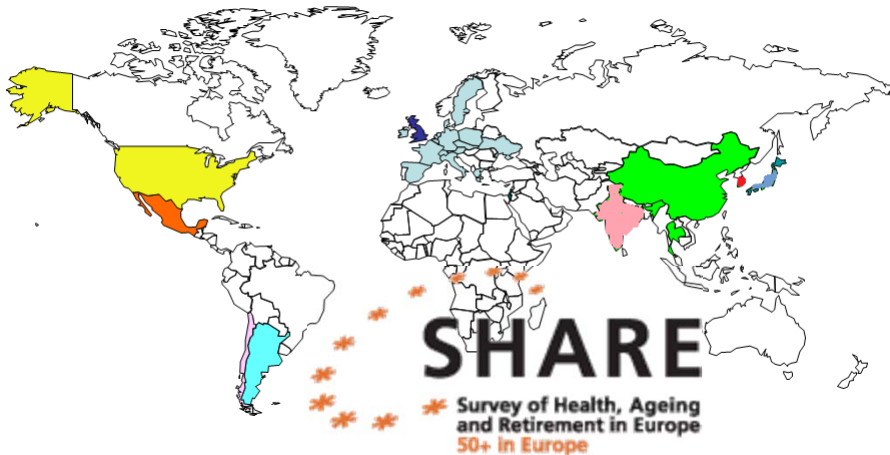 SHARE
Survey of Health, Ageing
and Retirement in Europe
50+ in Europe